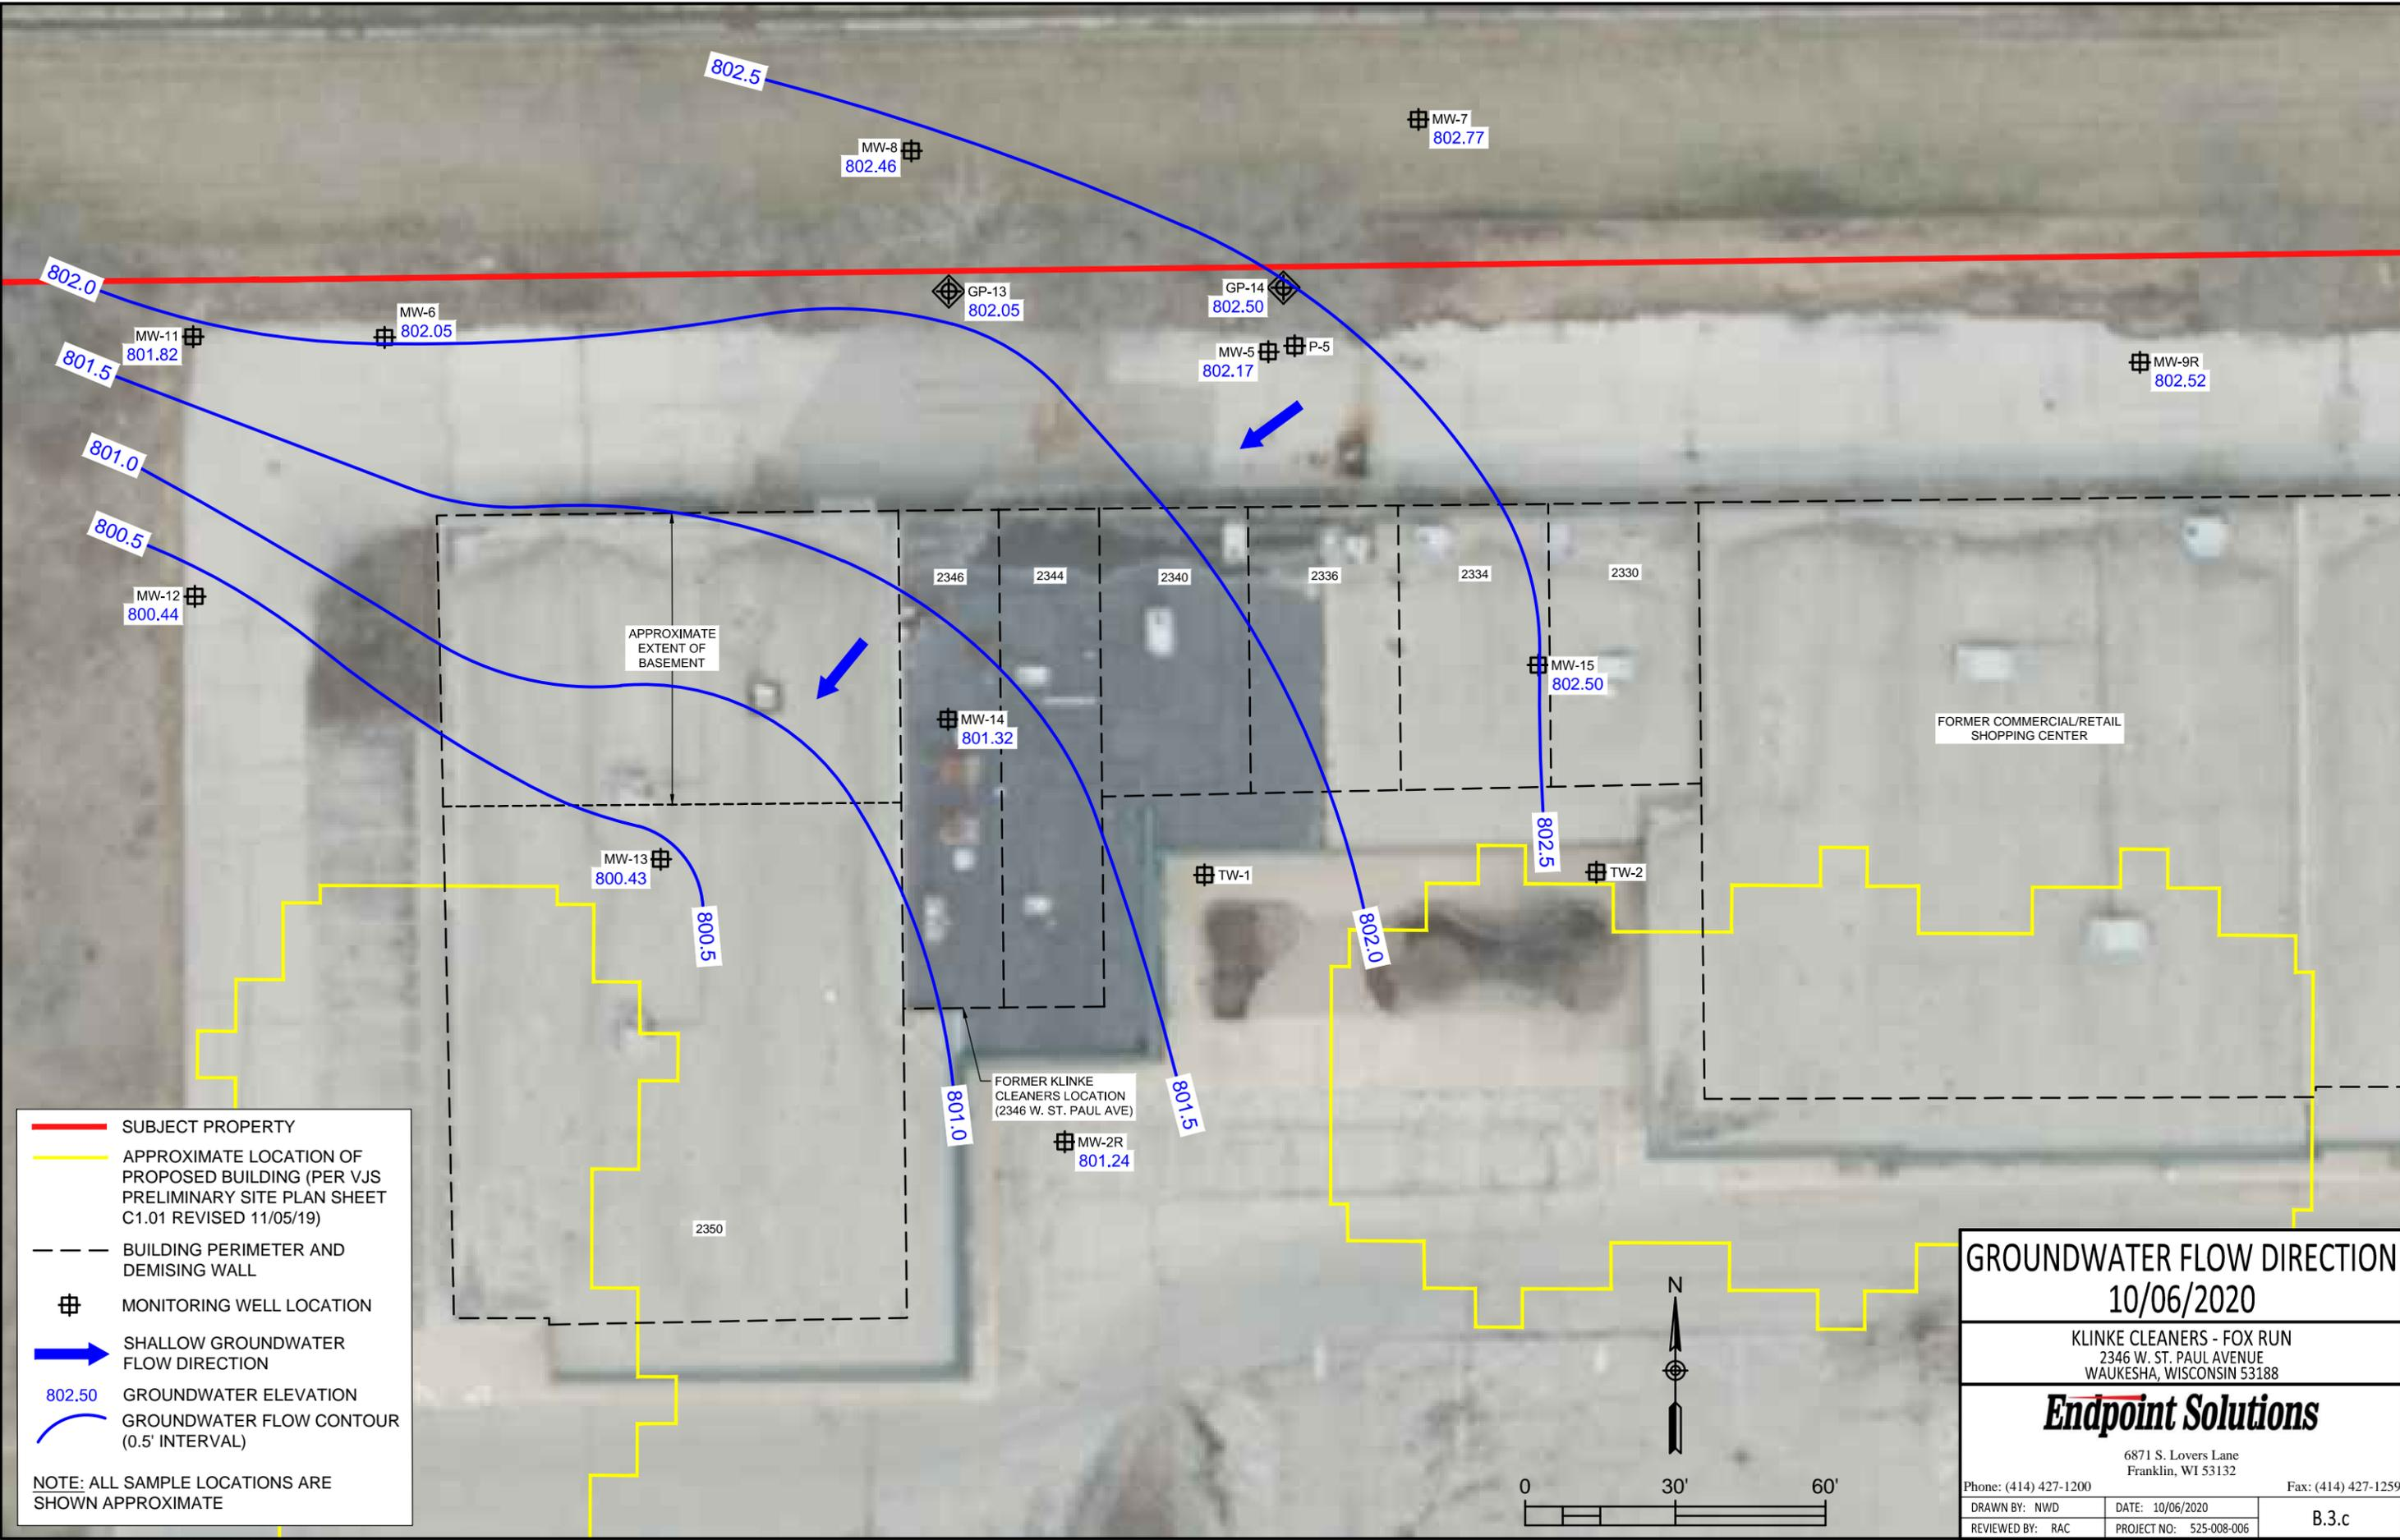 802.5
MW-7
802.77
MW-8
802.46
802.0
GP-13
802.05
GP-14
802.50
MW-6
802.05
MW-11
801.82
801.5
MW-5
802.17
P-5
MW-9R
802.52
801.0
800.5
MW-12
800.44
2346
2344
2340
2336
2334
2330
APPROXIMATE
EXTENT OF
BASEMENT
MW-15
802.50
MW-14
801.32
FORMER COMMERCIAL/RETAIL
SHOPPING CENTER
802.5
MW-13
800.43
TW-1
TW-2
800.5
802.0
FORMER KLINKE
CLEANERS LOCATION
(2346 W. ST. PAUL AVE)
801.0
801.5
MW-2R
801.24
2350
SUBJECT PROPERTY
APPROXIMATE LOCATION OF
PROPOSED BUILDING (PER VJS
PRELIMINARY SITE PLAN SHEET
C1.01 REVISED 11/05/19)
BUILDING PERIMETER AND
DEMISING WALL
MONITORING WELL LOCATION
SHALLOW GROUNDWATER
FLOW DIRECTION
802.50 GROUNDWATER ELEVATION
GROUNDWATER FLOW CONTOUR
(0.5' INTERVAL)
NOTE: ALL SAMPLE LOCATIONS ARE
SHOWN APPROXIMATE
N
0 30' 60'
GROUNDWATER FLOW DIRECTION
10/06/2020
KLINKE CLEANERS - FOX RUN
2346 W. ST. PAUL AVENUE
WAUKESHA, WISCONSIN 53188
Endpoint Solutions
6871 S. Lovers Lane
Franklin, WI 53132
Phone: (414) 427-1200 Fax: (414) 427-1259
DRAWN BY: NWD DATE: 10/06/2020
REVIEWED BY: RAC PROJECT NO: 525-008-006
B.3.c